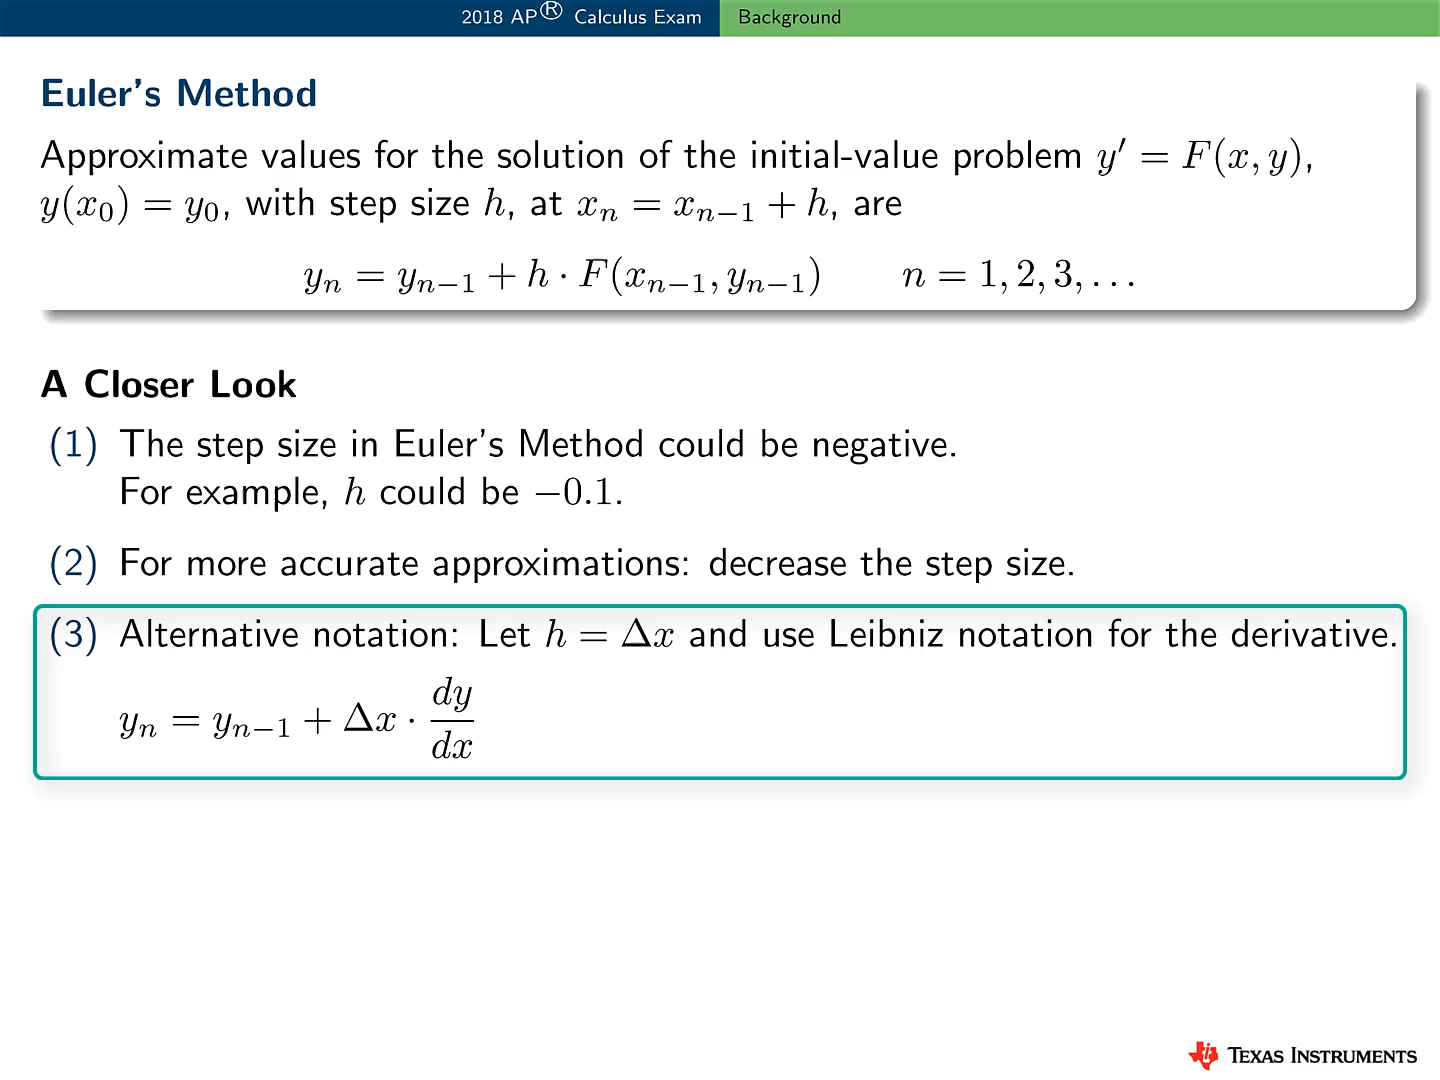 2018 AP® Calculus Exam Background
Euler's Method
Approximate values for the solution of the initial-value problem y′ = F(x, y),
y(x₀) = y₀, with step size h, at xₙ = xₙ₋₁ + h, are
yₙ = yₙ₋₁ + h · F(xₙ₋₁, yₙ₋₁) n = 1, 2, 3, . . .
A Closer Look
(1) The step size in Euler's Method could be negative.
For example, h could be −0.1.
(2) For more accurate approximations: decrease the step size.
(3) Alternative notation: Let h = Δx and use Leibniz notation for the derivative.
yₙ = yₙ₋₁ + Δx · dy/dx
TEXAS INSTRUMENTS